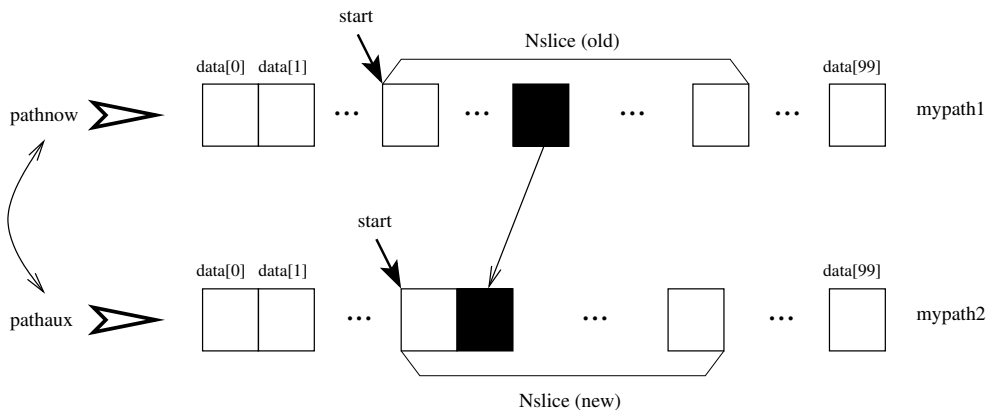 start
Nslice (old)
data[0] data[1] data[99]
pathnow ... ... ... ... mypath1
start
data[0] data[1] data[99]
pathaux ... ... ... mypath2
Nslice (new)